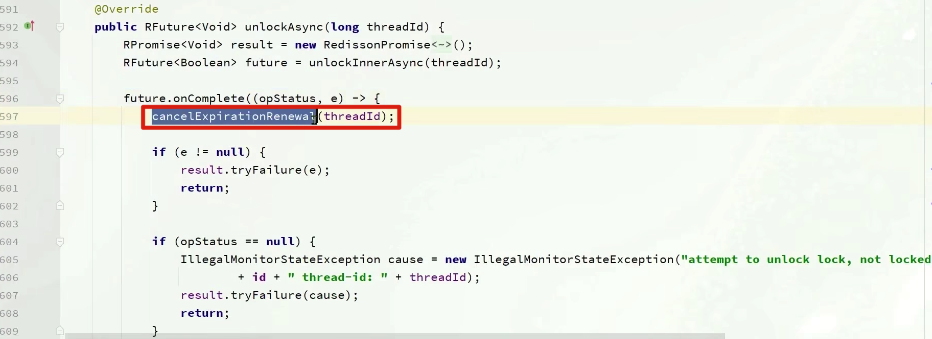 591 @Override
592 public RFuture<Void> unlockAsync(long threadId) {
593 RPromise<Void> result = new RedissonPromise<~>();
594 RFuture<Boolean> future = unlockInnerAsync(threadId);
595
596 future.onComplete((opStatus, e) -> {
597 cancelExpirationRenewal(threadId);
598
599 if (e != null) {
600 result.tryFailure(e);
601 return;
602 }
603
604 if (opStatus == null) {
605 IllegalMonitorStateException cause = new IllegalMonitorStateException("attempt to unlock lock, not locked
606 + id + " thread-id: " + threadId);
607 result.tryFailure(cause);
608 return;
609 }